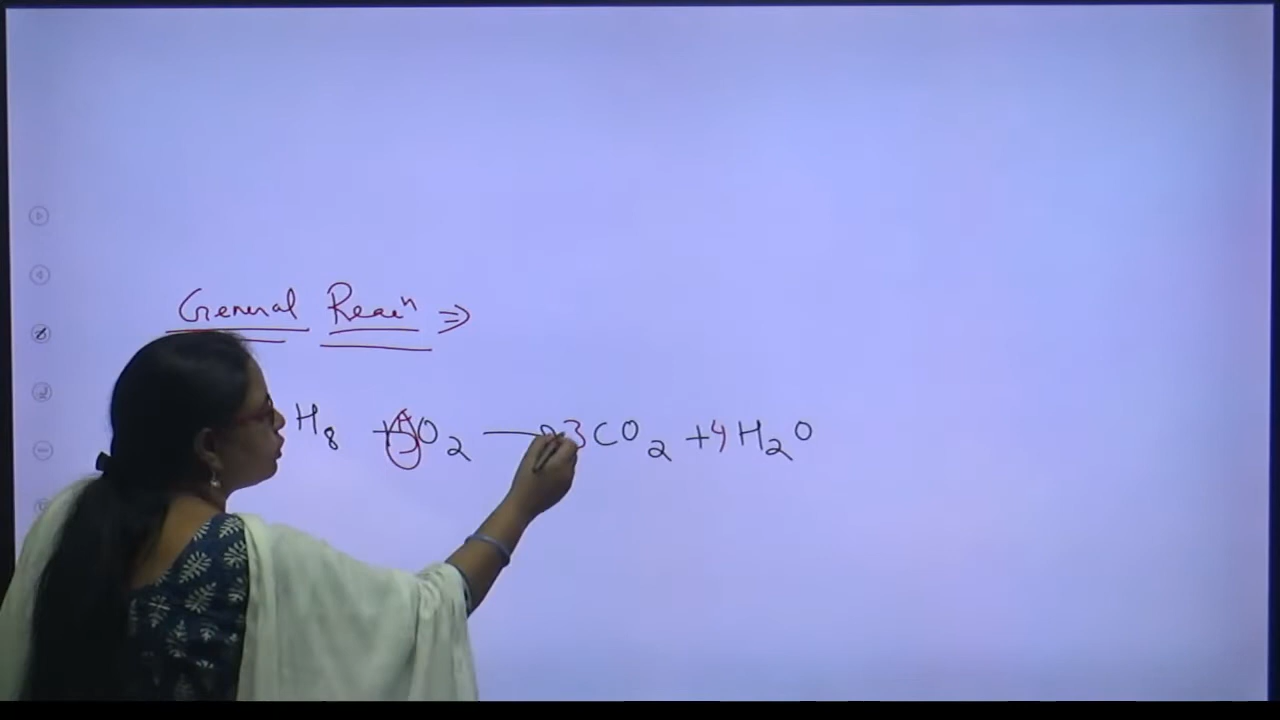 General Reacⁿ ⇒
H₈ + 5O₂ → 3CO₂ + 4H₂O